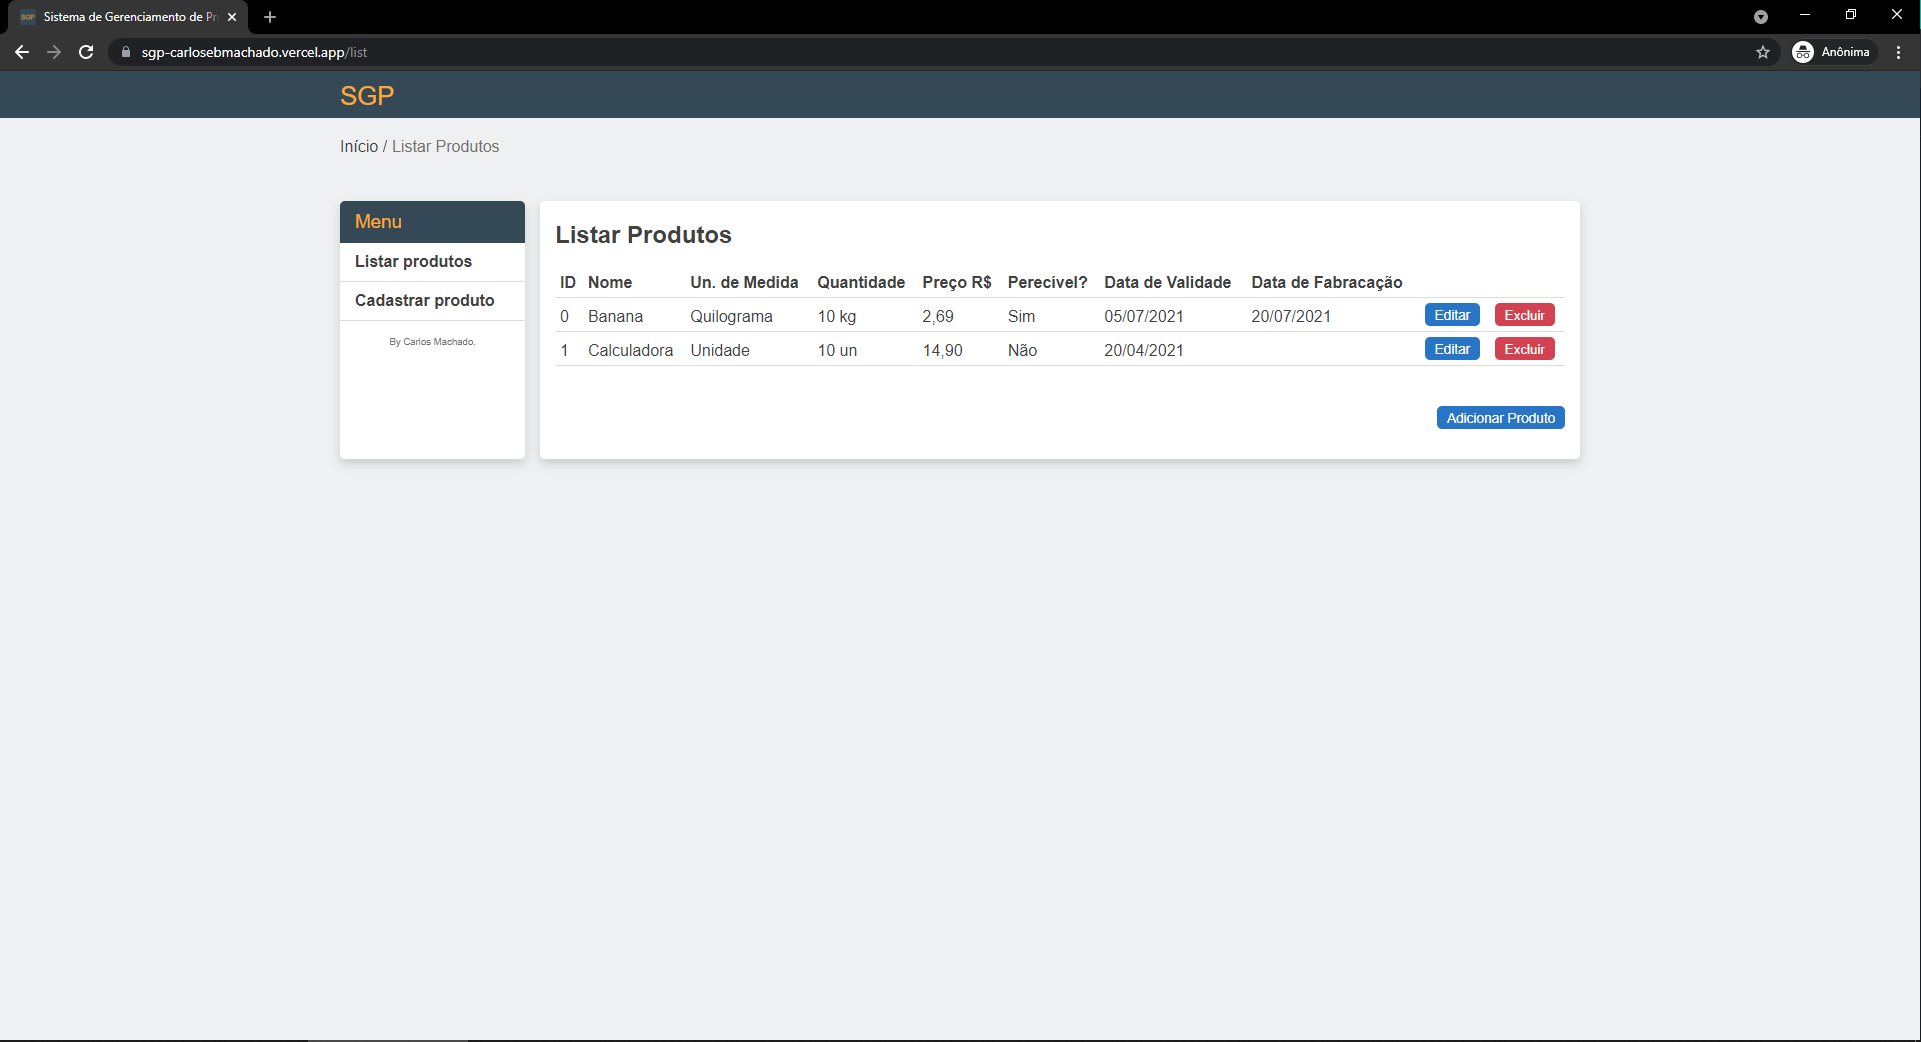 SGP Sistema de Gerenciamento de Pr
sgp-carlosebmachado.vercel.app/list Anônima
SGP
Início / Listar Produtos
Menu
Listar produtos
Cadastrar produto
By Carlos Machado.
Listar Produtos
ID Nome Un. de Medida Quantidade Preço R$ Perecível? Data de Validade Data de Fabracação
0 Banana Quilograma 10 kg 2,69 Sim 05/07/2021 20/07/2021 Editar Excluir
1 Calculadora Unidade 10 un 14,90 Não 20/04/2021 Editar Excluir
Adicionar Produto